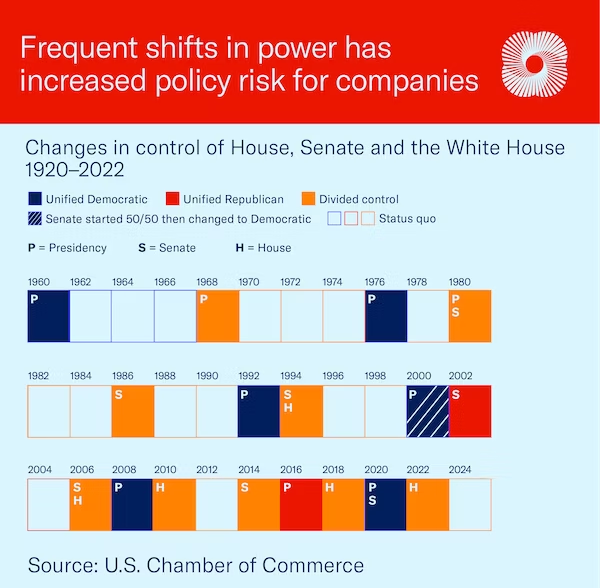 Frequent shifts in power has
increased policy risk for companies
Changes in control of House, Senate and the White House
1920–2022
Unified Democratic Unified Republican Divided control
Senate started 50/50 then changed to Democratic Status quo
P = Presidency S = Senate H = House
1960 1962 1964 1966 1968 1970 1972 1974 1976 1978 1980
P P P P
S
1982 1984 1986 1988 1990 1992 1994 1996 1998 2000 2002
S P S P S
H
2004 2006 2008 2010 2012 2014 2016 2018 2020 2022 2024
S P H S P H P H
H S
Source: U.S. Chamber of Commerce